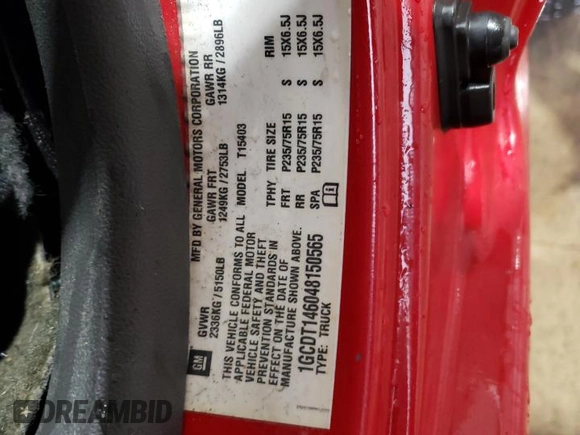 MFD BY GENERAL MOTORS CORPORATION
GVWR GAWR FRT GAWR RR
2336KG/5150LB 1249KG/2753LB 1314KG/2896LB
THIS VEHICLE CONFORMS TO ALL
APPLICABLE FEDERAL MOTOR
VEHICLE SAFETY AND THEFT
PREVENTION STANDARDS IN
EFFECT ON THE DATE OF
MANUFACTURE SHOWN ABOVE.
1GCDT146048150565
TYPE: TRUCK
MODEL T15403
TPHY TIRE SIZE RIM
FRT P235/75R15 S 15X6.5J
RR P235/75R15 S 15X6.5J
SPA P235/75R15 S 15X6.5J
GM
DREAMBID